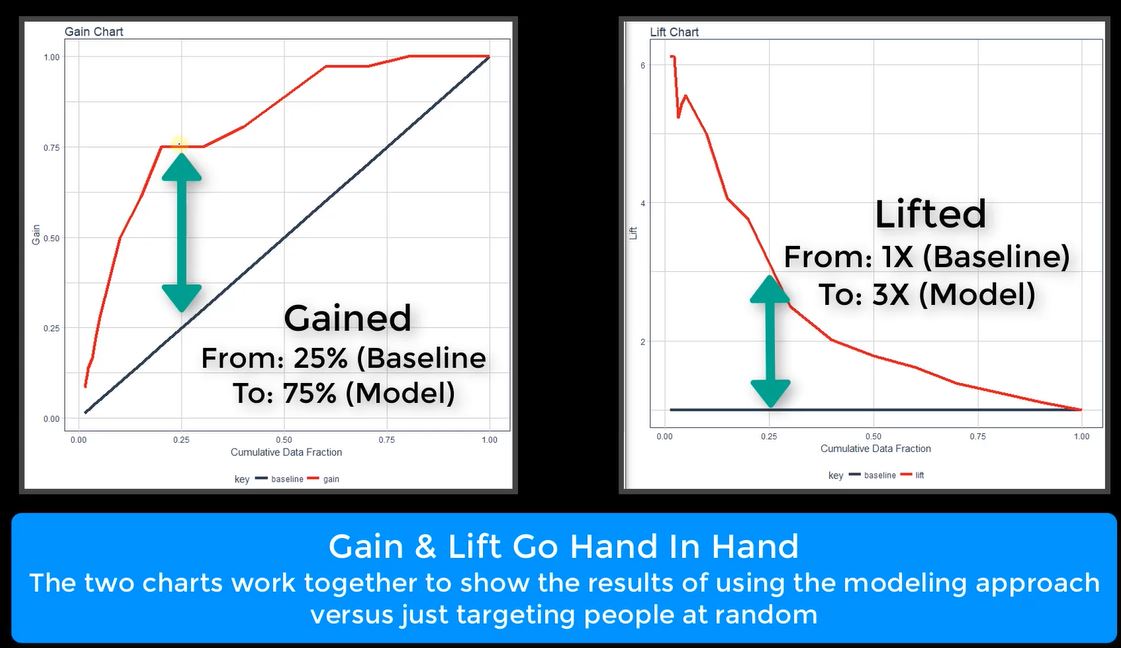 Gain Chart
1.00
0.75
0.50
0.25
0.00
Gain
0.00 0.25 0.50 0.75 1.00
Cumulative Data Fraction
key baseline gain
Gained
From: 25% (Baseline
To: 75% (Model)
Lift Chart
6
4
2
Lift
0.00 0.25 0.50 0.75 1.00
Cumulative Data Fraction
key baseline lift
Lifted
From: 1X (Baseline)
To: 3X (Model)
Gain & Lift Go Hand In Hand
The two charts work together to show the results of using the modeling approach
versus just targeting people at random